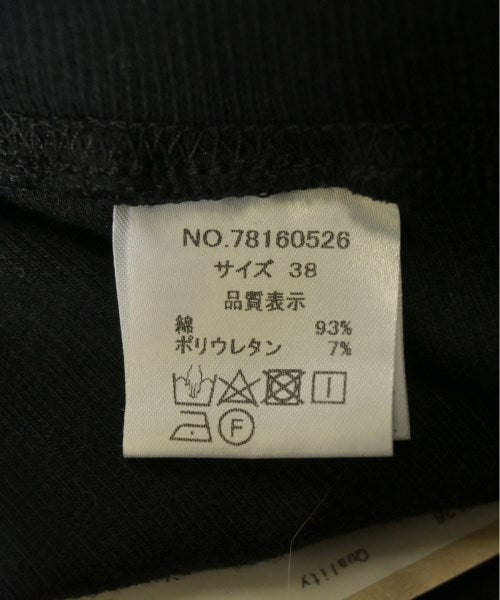 NO.78160526
サイズ 38
品質表示
綿 93%
ポリウレタン 7%
F
Quality